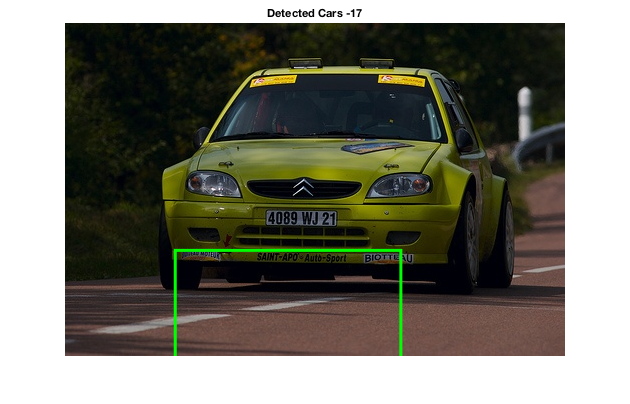 Detected Cars -17
4089 WJ 21
SAINT-APO Auto-Sport
BIOTTEAU